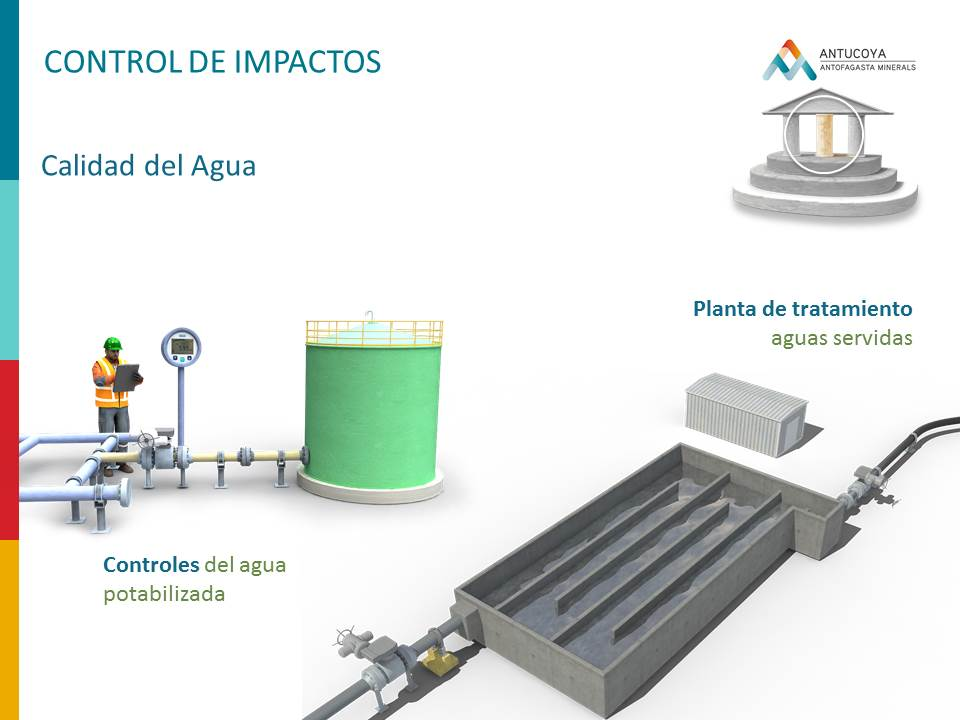 CONTROL DE IMPACTOS
ANTUCOYA
ANTOFAGASTA MINERALS
Calidad del Agua
Planta de tratamiento
aguas servidas
Controles del agua
potabilizada